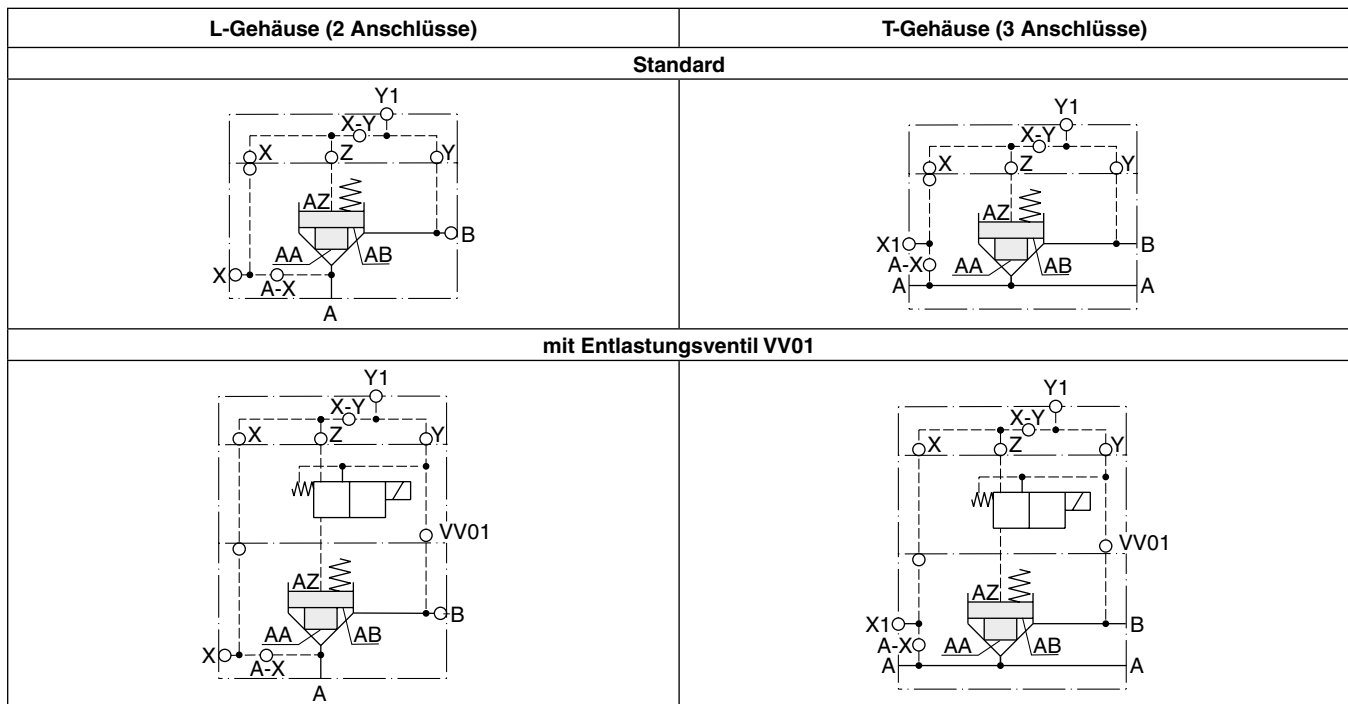 L-Gehäuse (2 Anschlüsse) T-Gehäuse (3 Anschlüsse)
Standard
Y1
X-Y
X Z Y
AZ
B
AA AB
X
A-X
A
Y1
X-Y
X Z Y
AZ
X1 B
AA AB
A-X
A A
mit Entlastungsventil VV01
Y1
X-Y
X Z Y
VV01
AZ
B
AA AB
X
A-X
A
Y1
X-Y
X Z Y
VV01
AZ
X1 B
AA AB
A-X
A A